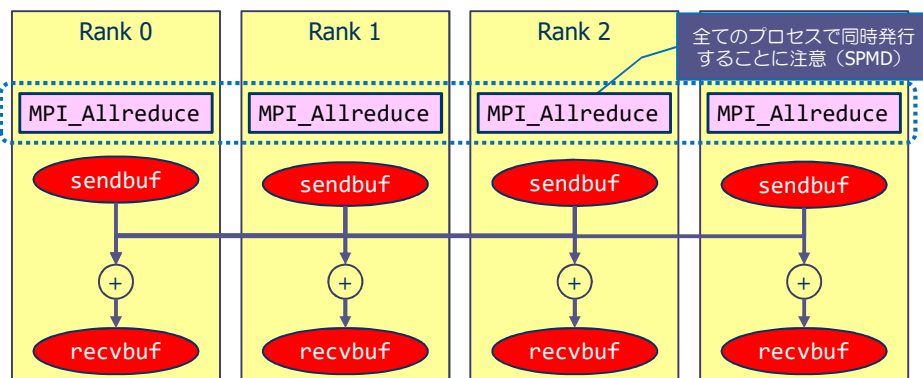 Rank 0
Rank 1
Rank 2
全てのプロセスで同時発行
することに注意（SPMD）
MPI_Allreduce
MPI_Allreduce
MPI_Allreduce
MPI_Allreduce
sendbuf
sendbuf
sendbuf
sendbuf
+
+
+
+
recvbuf
recvbuf
recvbuf
recvbuf